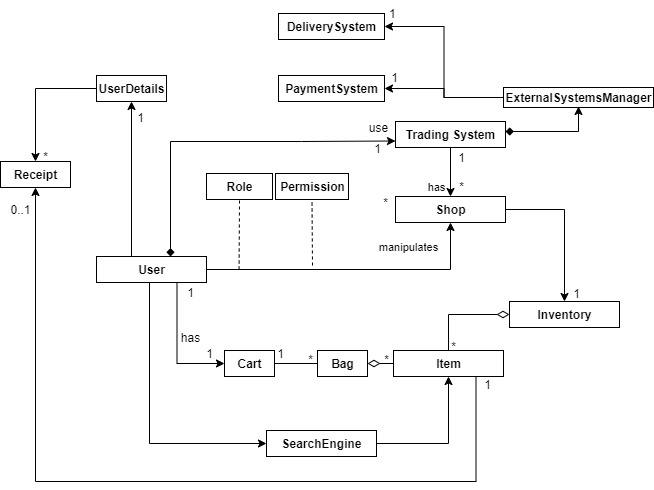 1
DeliverySystem
1
UserDetails
PaymentSystem
ExternalSystemsManager
1
use
1
Trading System
*
1
Receipt
Role
Permission
has
*
0..1
*
Shop
manipulates
User
1
1
Inventory
has
1
Cart
1
*
Bag
*
*
Item
1
SearchEngine